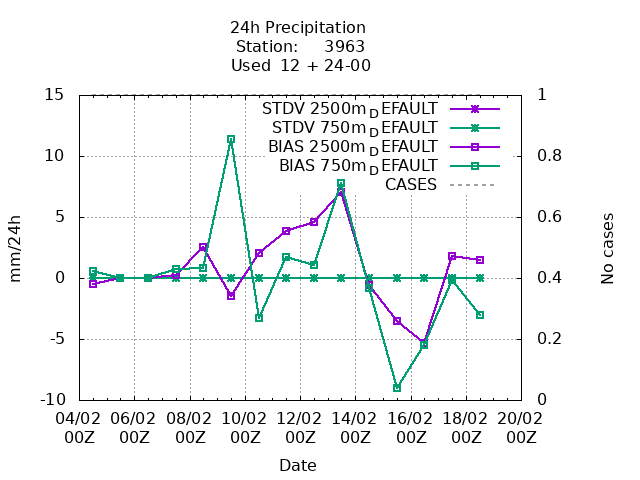 24h Precipitation
Station: 3963
Used 12 + 24-00
15
10
5
0
-5
-10
mm/24h
STDV 2500m_DEFAULT
STDV 750m_DEFAULT
BIAS 2500m_DEFAULT
BIAS 750m_DEFAULT
CASES
1
0.8
0.6
0.4
0.2
0
No cases
04/02 06/02 08/02 10/02 12/02 14/02 16/02 18/02 20/02
00Z 00Z 00Z 00Z 00Z 00Z 00Z 00Z 00Z
Date